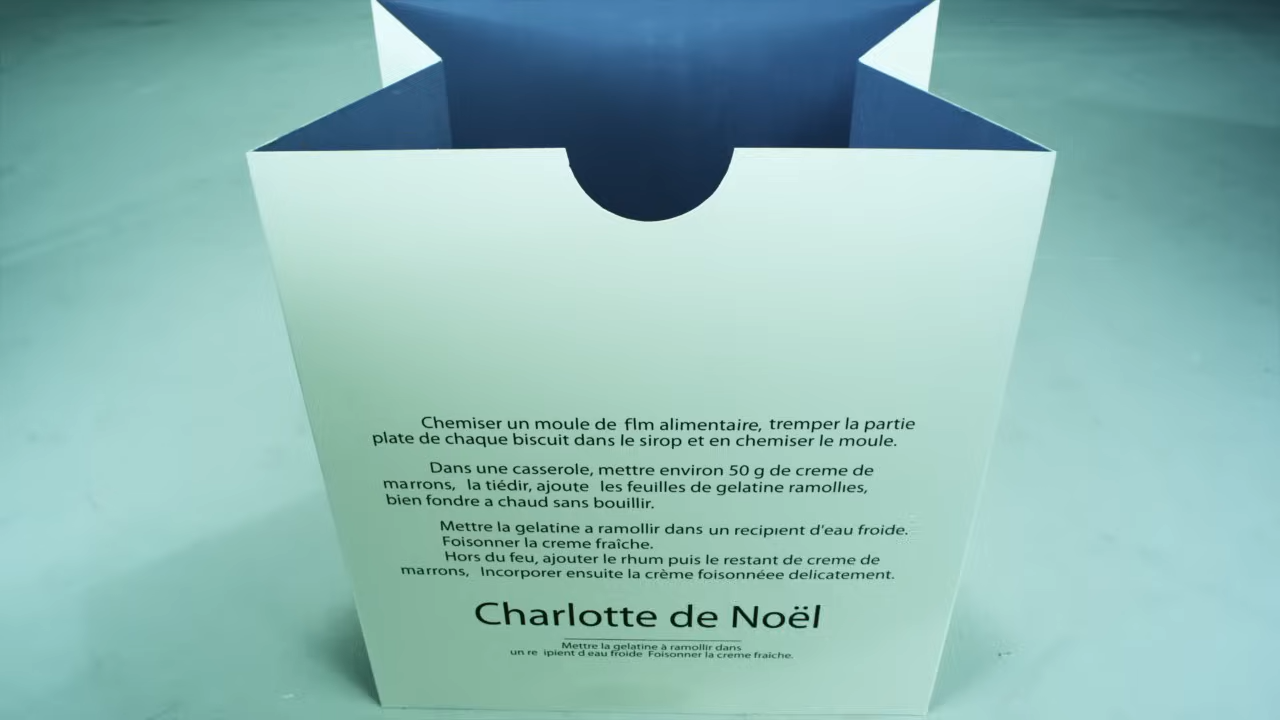 Chemiser un moule de flm alimentaire, tremper la partie
plate de chaque biscuit dans le sirop et en chemiser le moule.
Dans une casserole, mettre environ 50 g de creme de
marrons, la tiédir, ajoute les feuilles de gelatine ramollies,
bien fondre a chaud sans bouillir.
Mettre la gelatine a ramollir dans un recipient d'eau froide.
Foisonner la creme fraîche.
Hors du feu, ajouter le rhum puis le restant de creme de
marrons, Incorporer ensuite la crème foisonnéee delicatement.
Charlotte de Noël
Mettre la gelatine à ramollir dans
un re ipient d eau froide Foisonner la creme fraiche.